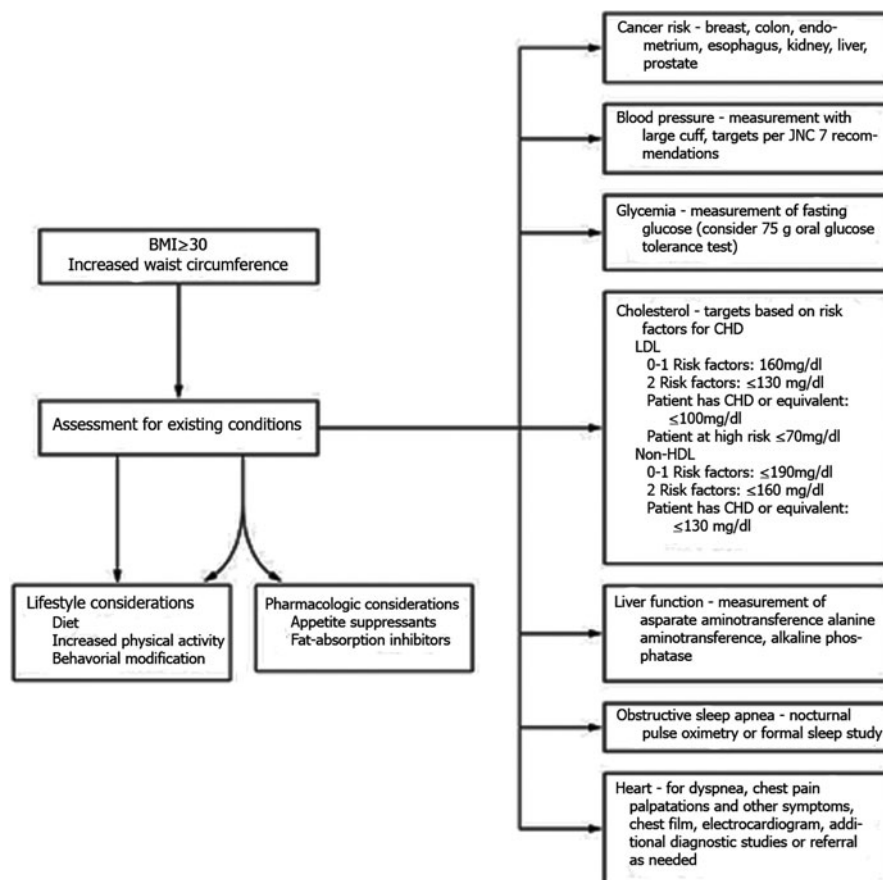 Cancer risk - breast, colon, endo-
metrium, esophagus, kidney, liver,
prostate
Blood pressure - measurement with
large cuff, targets per JNC 7 recom-
mendations
Glycemia - measurement of fasting
glucose (consider 75 g oral glucose
tolerance test)
BMI≥30
Increased waist circumference
Cholesterol - targets based on risk
factors for CHD
LDL
0-1 Risk factors: 160mg/dl
2 Risk factors: ≤130 mg/dl
Patient has CHD or equivalent:
≤100mg/dl
Patient at high risk ≤70mg/dl
Non-HDL
0-1 Risk factors: ≤190mg/dl
2 Risk factors: ≤160 mg/dl
Patient has CHD or equivalent:
≤130 mg/dl
Assessment for existing conditions
Lifestyle considerations
Diet
Increased physical activity
Behavorial modification
Pharmacologic considerations
Appetite suppressants
Fat-absorption inhibitors
Liver function - measurement of
asparate aminotransference alanine
aminotransference, alkaline phos-
phatase
Obstructive sleep apnea - nocturnal
pulse oximetry or formal sleep study
Heart - for dyspnea, chest pain
palpatations and other symptoms,
chest film, electrocardiogram, addi-
tional diagnostic studies or referral
as needed